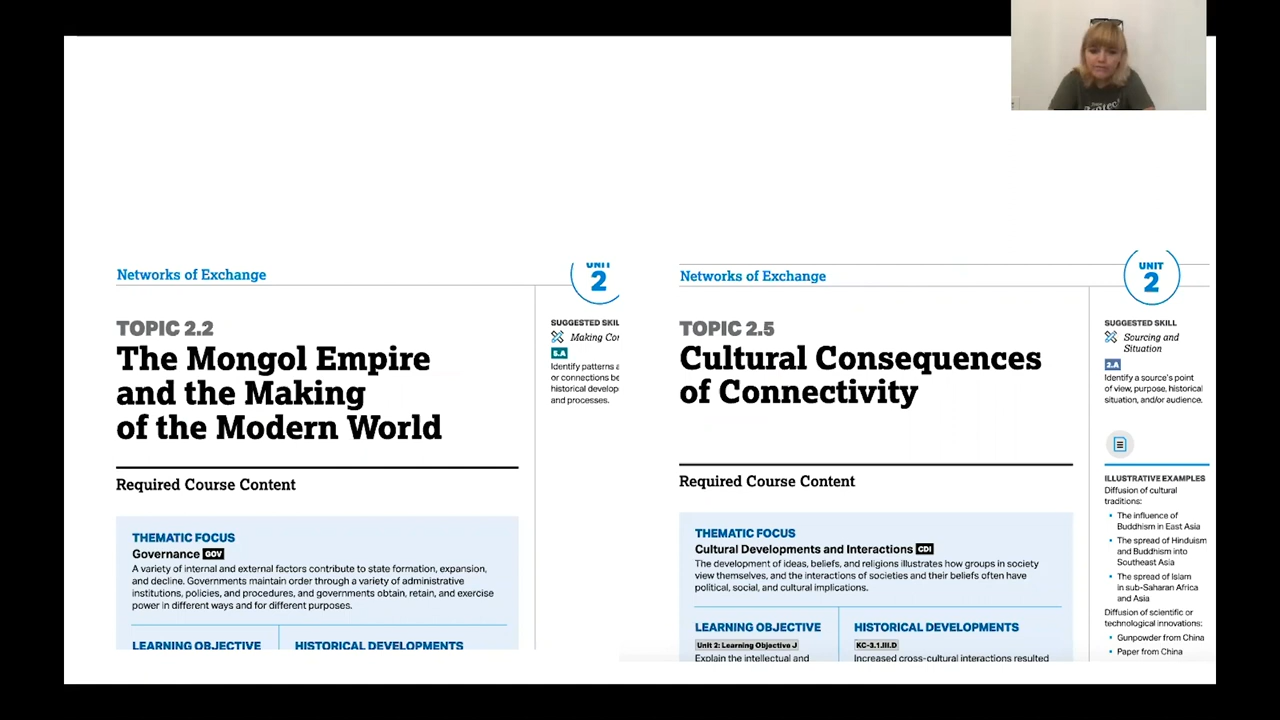 Networks of Exchange
UNIT
2
TOPIC 2.2
The Mongol Empire
and the Making
of the Modern World
SUGGESTED
Making
5.A
Identify patterns
or connections
historical
and processes.
Required Course Content
THEMATIC FOCUS
Governance GOV
A variety of internal and external factors contribute to state formation, expansion,
and decline. Governments maintain order through a variety of administrative
institutions, policies, and procedures, and governments obtain, retain, and exercise
power in different ways and for different purposes.
LEARNING OBJECTIVE
HISTORICAL DEVELOPMENTS
Networks of Exchange
UNIT
2
TOPIC 2.5
Cultural Consequences
of Connectivity
Required Course Content
THEMATIC FOCUS
Cultural Developments and Interactions CDI
The development of ideas, beliefs, and religions illustrates how groups in society
view themselves, and the interactions of societies and their beliefs often have
political, social, and cultural implications.
LEARNING OBJECTIVE
Unit 2: Learning Objective J
Explain the intellectual and
HISTORICAL DEVELOPMENTS
KC-3.1.III.D
Increased cross-cultural interactions resulted
SUGGESTED SKILL
Sourcing and
Situation
2.A
Identify a source's point
of view, purpose, historical
situation, and/or audience.
ILLUSTRATIVE EXAMPLES
Diffusion of cultural
traditions:
• The influence of
Buddhism in East Asia
• The spread of Hinduism
and Buddhism into
Southeast Asia
• The spread of Islam
in sub-Saharan Africa
and Asia
Diffusion of scientific or
technological innovations:
• Gunpowder from China
• Paper from China